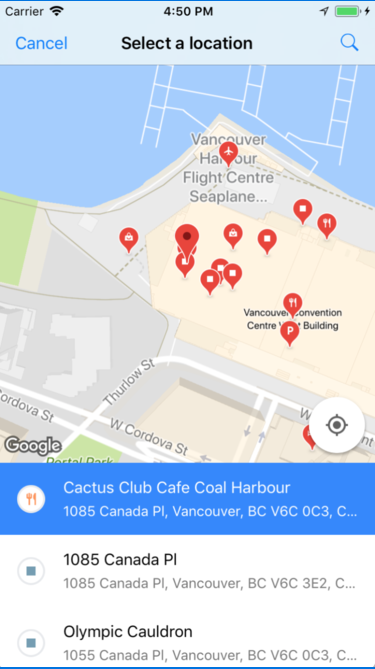 Carrier 4:50 PM
Cancel Select a location
Vancouver
Harbour
Flight Centre
Seaplane...
Vancouver Convention
Centre West Building
P
Thurlow St
W Cordova St
W Cordova St
Google
Portal Park
Cactus Club Cafe Coal Harbour
1085 Canada Pl, Vancouver, BC V6C 0C3, C...
1085 Canada Pl
1085 Canada Pl, Vancouver, BC V6C 3E2, C...
Olympic Cauldron
1055 Canada Pl, Vancouver, BC V6C 0C3, C...